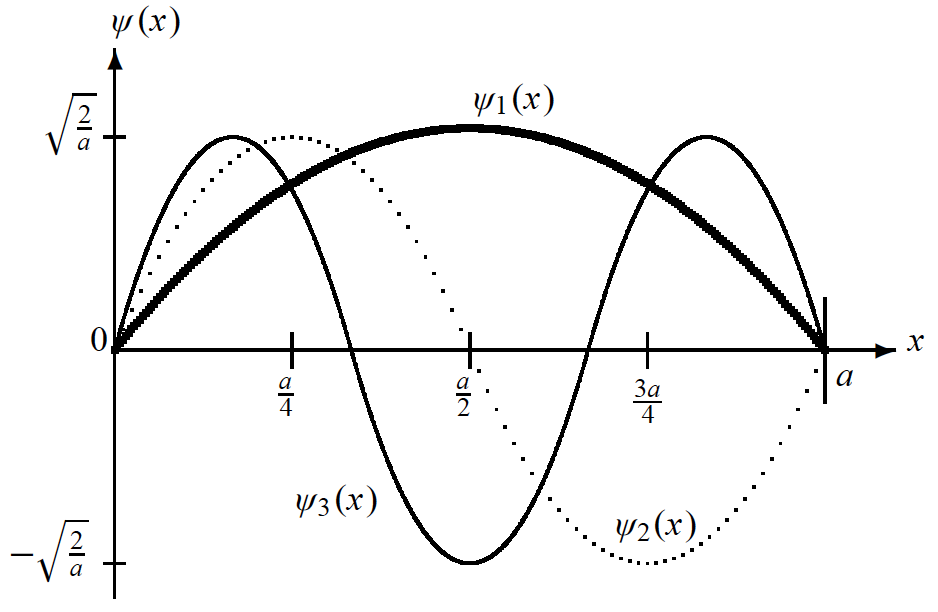 ψ(x)
ψ₁(x)
√(2/a)
0
x
a/4
a/2
3a/4
a
ψ₃(x)
ψ₂(x)
−√(2/a)